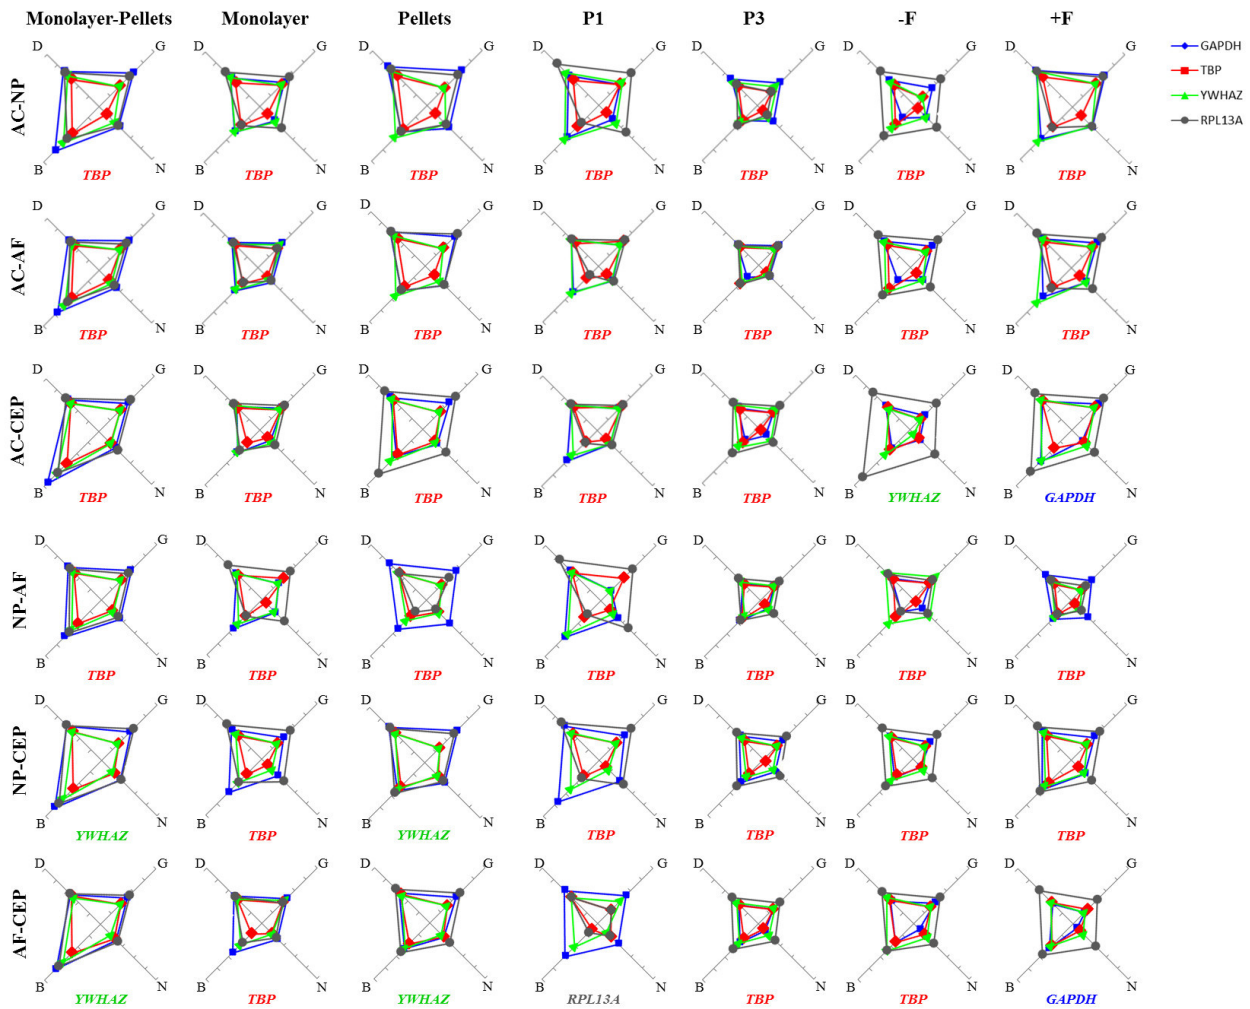 Monolayer-Pellets Monolayer Pellets P1 P3 -F +F
D G D G D G D G D G D G D G
GAPDH
TBP
YWHAZ
RPL13A
AC-NP
B N B N B N B N B N B N B N
TBP TBP TBP TBP TBP TBP TBP
D G D G D G D G D G D G D G
AC-AF
B N B N B N B N B N B N B N
TBP TBP TBP TBP TBP TBP TBP
D G D G D G D G D G D G D G
AC-CEP
B N B N B N B N B N B N B N
TBP TBP TBP TBP TBP YWHAZ GAPDH
D G D G D G D G D G D G D G
NP-AF
B N B N B N B N B N B N B N
TBP TBP TBP TBP TBP TBP TBP
D G D G D G D G D G D G D G
NP-CEP
B N B N B N B N B N B N B N
YWHAZ TBP YWHAZ TBP TBP TBP TBP
D G D G D G D G D G D G D G
AF-CEP
B N B N B N B N B N B N B N
YWHAZ TBP YWHAZ RPL13A TBP TBP GAPDH